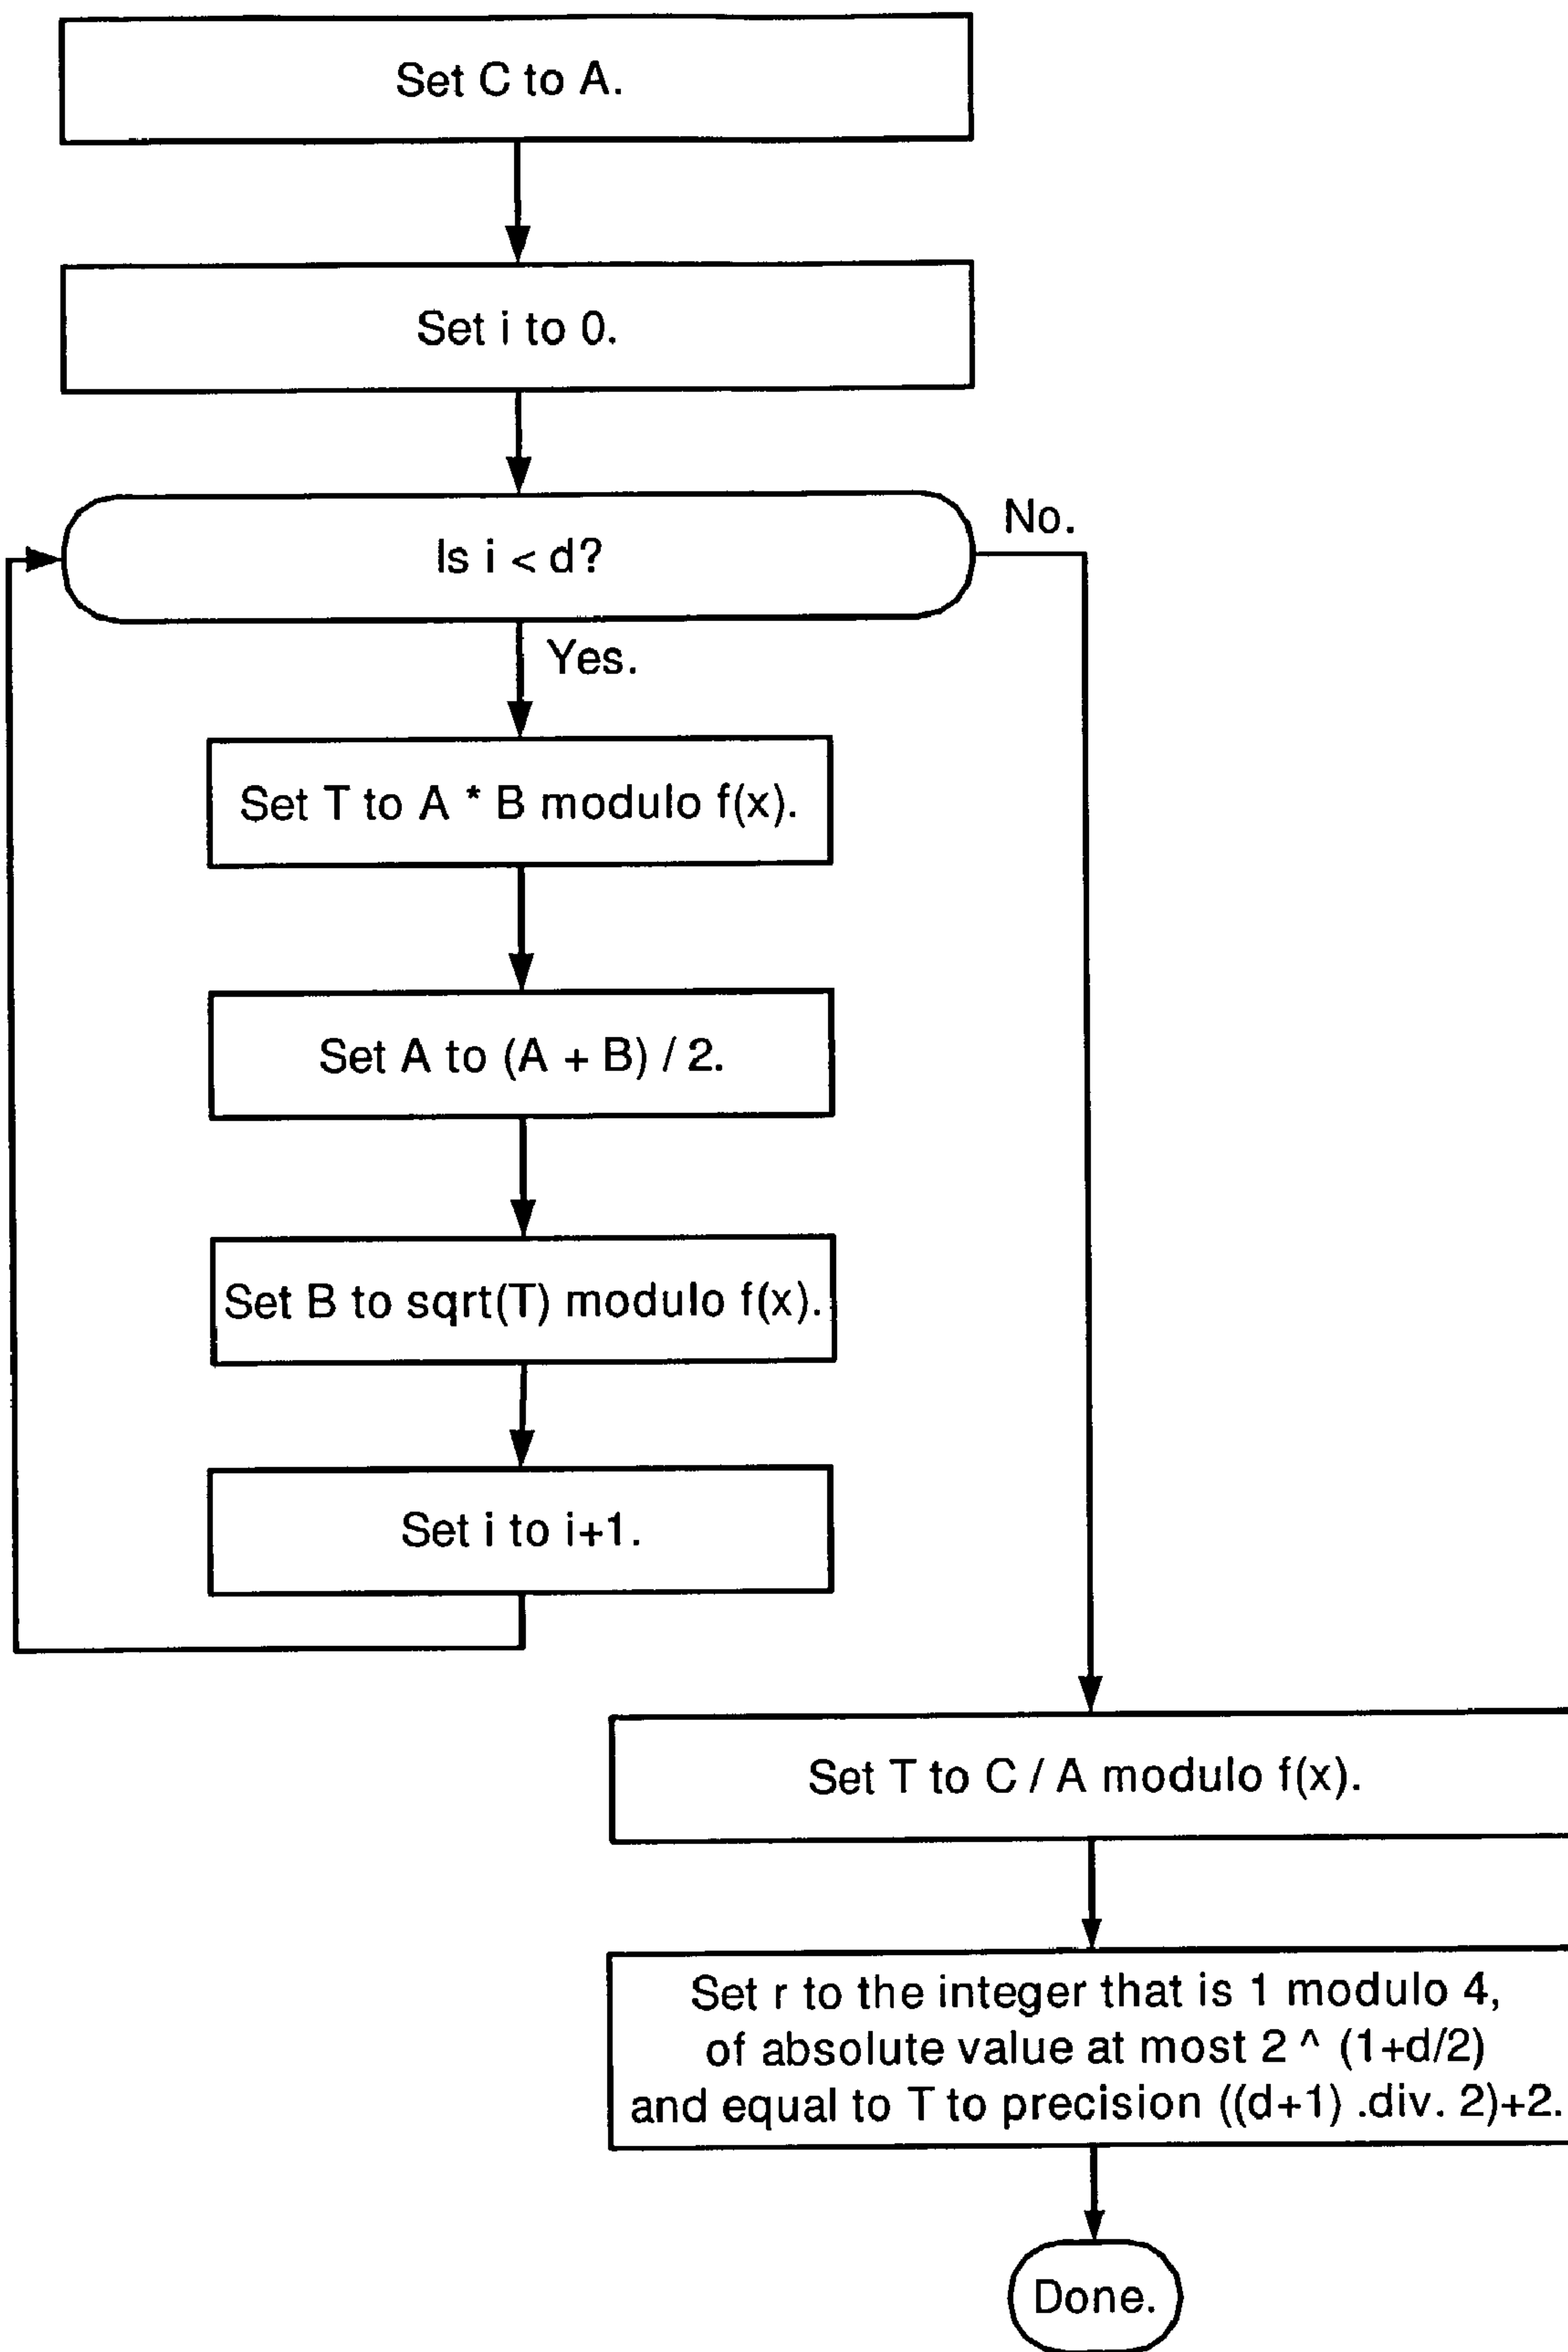 Set C to A.
Set i to 0.
Is i < d?
No.
Yes.
Set T to A * B modulo f(x).
Set A to (A + B) / 2.
Set B to sqrt(T) modulo f(x).
Set i to i+1.
Set T to C / A modulo f(x).
Set r to the integer that is 1 modulo 4,
of absolute value at most 2 ^ (1+d/2)
and equal to T to precision ((d+1) .div. 2)+2.
Done.